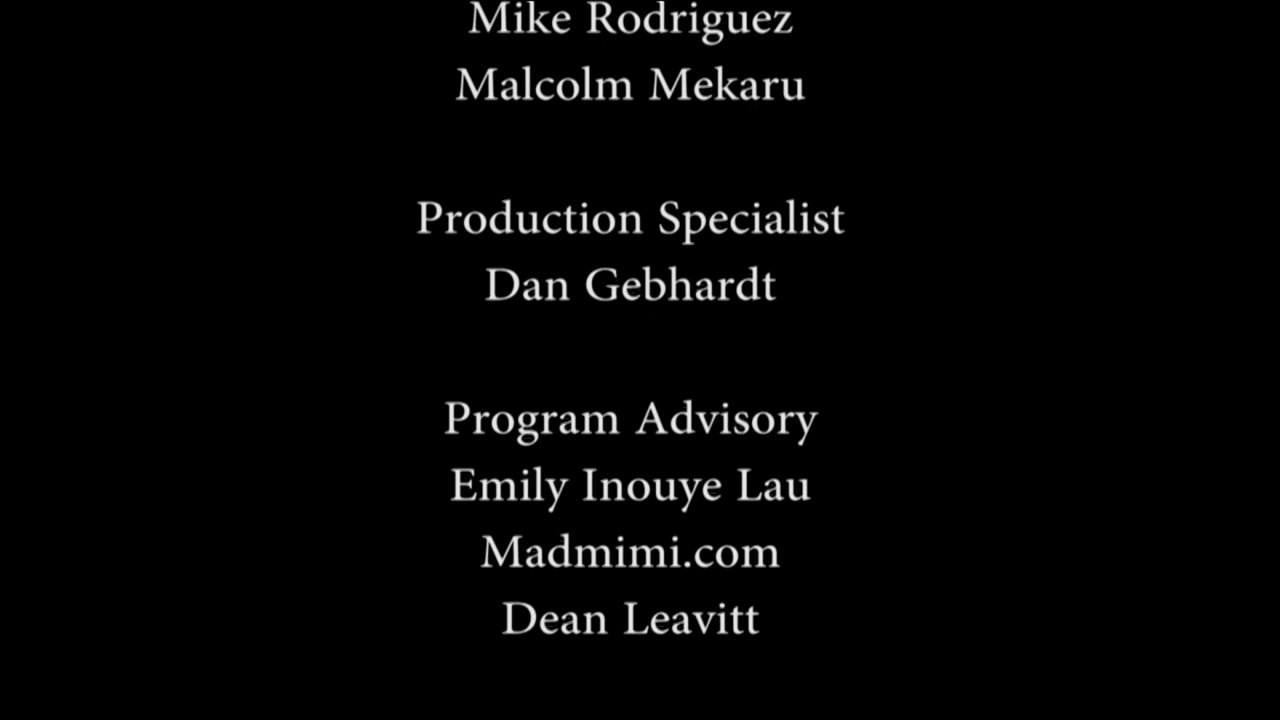 Mike Rodriguez
Malcolm Mekaru
Production Specialist
Dan Gebhardt
Program Advisory
Emily Inouye Lau
Madmimi.com
Dean Leavitt